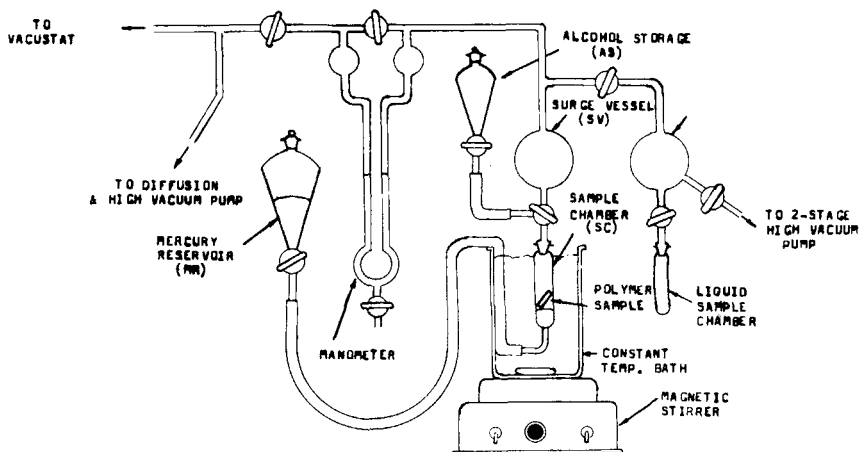 TO
VACUSTAT
ALCOHOL STORAGE
(AS)
SURGE VESSEL
(SV)
TO DIFFUSION
& HIGH VACUUM PUMP
MERCURY
RESERVOIR
(MR)
SAMPLE
CHAMBER
(SC)
TO 2-STAGE
HIGH VACUUM
PUMP
POLYMER
SAMPLE
LIQUID
SAMPLE
CHAMBER
MANOMETER
CONSTANT
TEMP. BATH
MAGNETIC
STIRRER